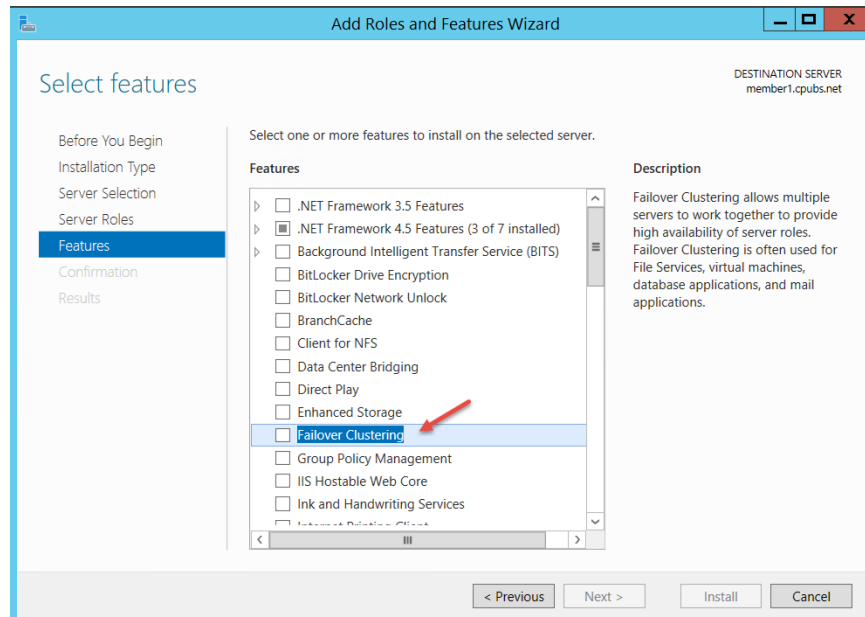 Add Roles and Features Wizard
X
Select features
DESTINATION SERVER
member1.cpubs.net
Before You Begin
Installation Type
Server Selection
Server Roles
Features
Confirmation
Results
Select one or more features to install on the selected server.
Features
.NET Framework 3.5 Features
.NET Framework 4.5 Features (3 of 7 installed)
Background Intelligent Transfer Service (BITS)
BitLocker Drive Encryption
BitLocker Network Unlock
BranchCache
Client for NFS
Data Center Bridging
Direct Play
Enhanced Storage
Failover Clustering
Group Policy Management
IIS Hostable Web Core
Ink and Handwriting Services
Internet Printing Client
Description
Failover Clustering allows multiple
servers to work together to provide
high availability of server roles.
Failover Clustering is often used for
File Services, virtual machines,
database applications, and mail
applications.
< Previous
Next >
Install
Cancel